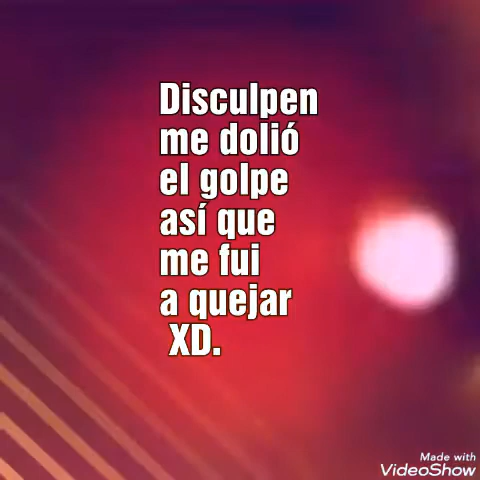 Disculpen
me dolió
el golpe
así que
me fui
a quejar
XD.
Made with
VideoShow